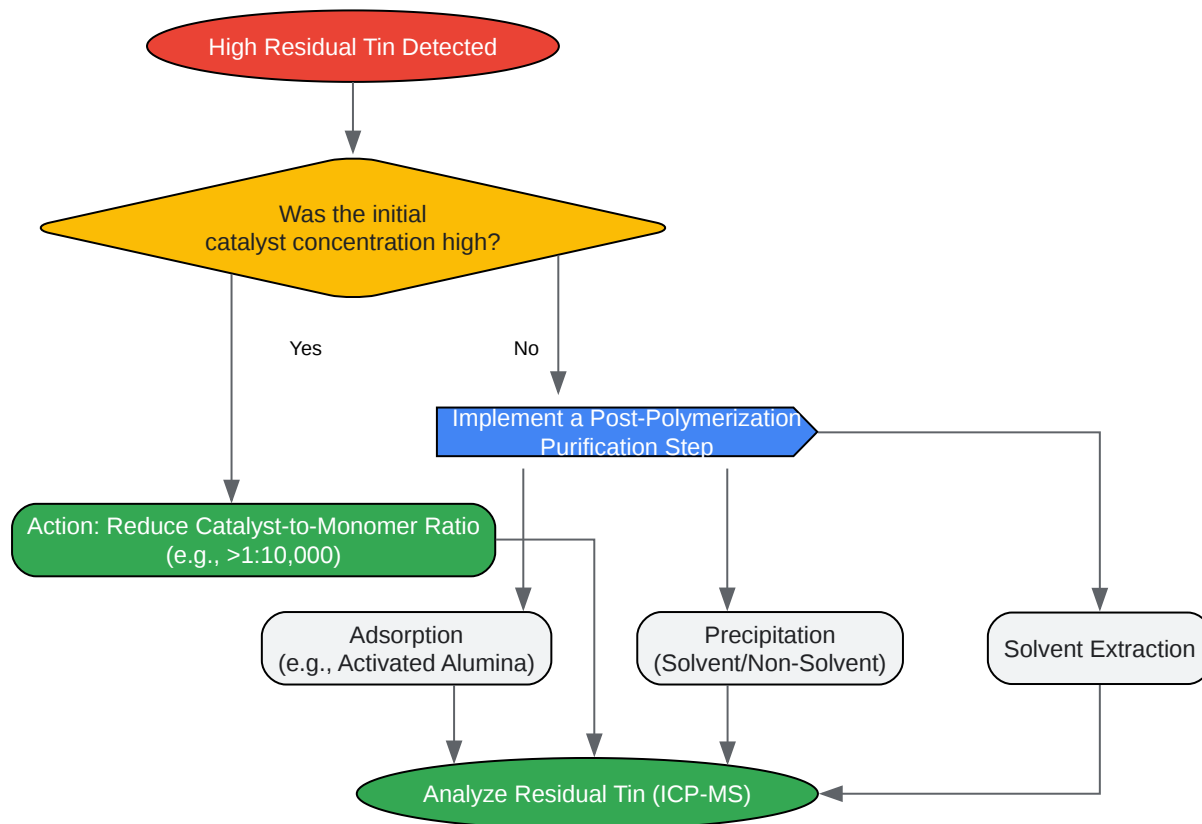 High Residual Tin Detected
Was the initial
catalyst concentration high?
Yes
No
Implement a Post-Polymerization
Purification Step
Action: Reduce Catalyst-to-Monomer Ratio
(e.g., >1:10,000)
Adsorption
(e.g., Activated Alumina)
Precipitation
(Solvent/Non-Solvent)
Solvent Extraction
Analyze Residual Tin (ICP-MS)